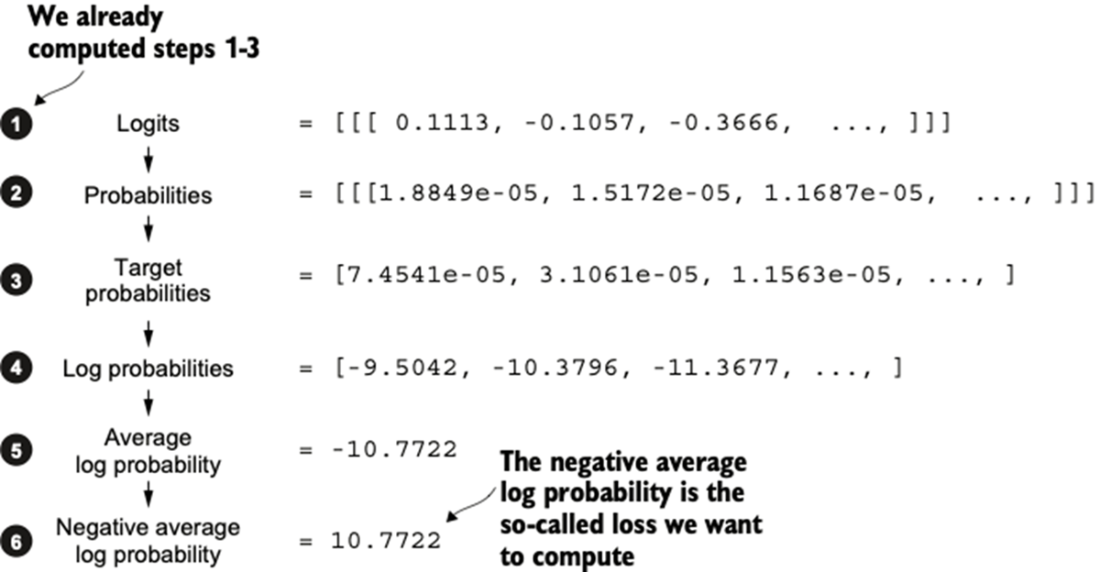 We already
computed steps 1-3
1 Logits = [[[ 0.1113, -0.1057, -0.3666, ..., ]]]
2 Probabilities = [[[1.8849e-05, 1.5172e-05, 1.1687e-05, ..., ]]]
3 Target
probabilities = [7.4541e-05, 3.1061e-05, 1.1563e-05, ..., ]
4 Log probabilities = [-9.5042, -10.3796, -11.3677, ..., ]
5 Average
log probability = -10.7722
6 Negative average
log probability = 10.7722
The negative average
log probability is the
so-called loss we want
to compute